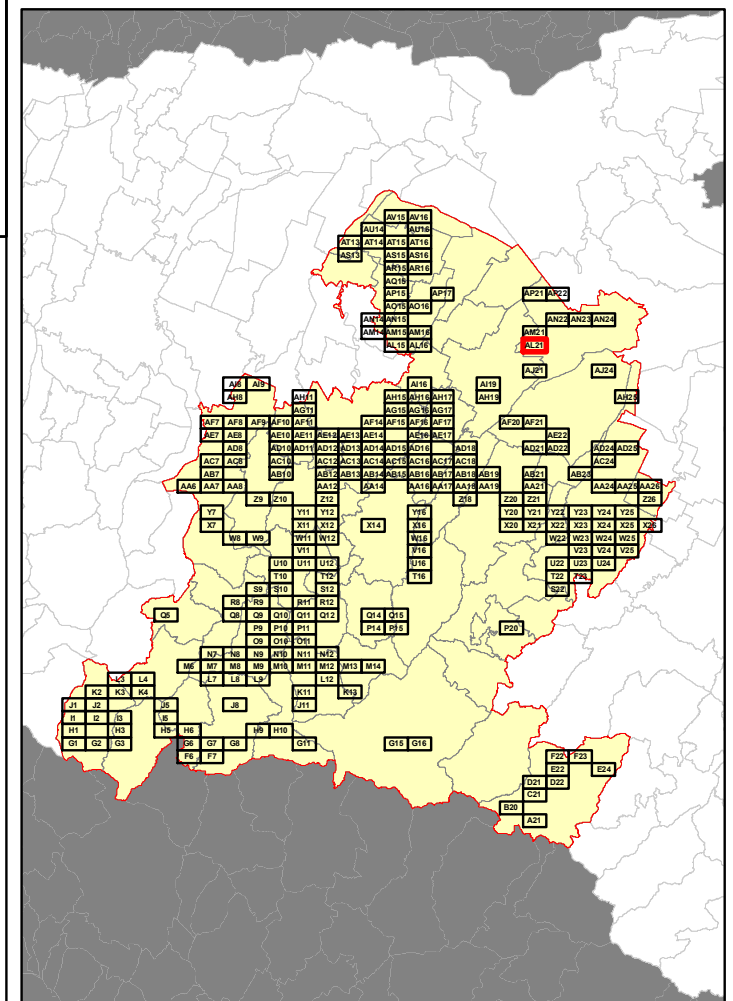 AV15 AV16
AU14 AU16
AT13 AT14 AT15 AT16
AS13 AS15 AS16
AR15 AR16
AQ15
AP15 AP17 AP21 AP22
AO15 AO16
AN14 AN15 AN22 AN23 AN24
AM14 AM15 AM16 AM21
AL15 AL16 AL21
AJ21 AJ24
AI8 AI9 AI16 AI19
AH8 AH11 AH15 AH16 AH17 AH19 AH25
AG11 AG15 AG16 AG17
AF7 AF8 AF9 AF10 AF11 AF14 AF15 AF16 AF17 AF20 AF21
AE7 AE8 AE10 AE11 AE12 AE13 AE14 AE16 AE17 AE22
AD8 AD10 AD11 AD12 AD13 AD14 AD15 AD16 AD18 AD21 AD22 AD24 AD25
AC7 AC8 AC10 AC12 AC13 AC14 AC15 AC16 AC17 AC18 AC24
AB7 AB10 AB12 AB13 AB14 AB15 AB16 AB17 AB18 AB19 AB21 AB23
AA6 AA7 AA8 AA12 AA14 AA16 AA17 AA18 AA19 AA21 AA24 AA25 AA26
Z9 Z10 Z12 Z18 Z20 Z21 Z26
Y7 Y11 Y12 Y16 Y20 Y21 Y22 Y23 Y24 Y25
X7 X11 X12 X14 X16 X20 X21 X22 X23 X24 X25 X26
W8 W9 W11 W12 W16 W22 W23 W24 W25
V11 V16 V23 V24 V25
U10 U11 U12 U16 U22 U23 U24
T10 T12 T16 T22 T23
S9 S10 S12 S22
R8 R9 R11 R12
Q5 Q8 Q9 Q10 Q11 Q12 Q14 Q15
P9 P10 P11 P14 P15 P20
O9 O10 O11
N7 N8 N9 N10 N11 N12
M6 M7 M8 M9 M10 M11 M12 M13 M14
L3 L4 L7 L8 L9 L12
K2 K3 K4 K11 K13
J1 J2 J5 J8 J11
I1 I2 I3 I5
H1 H3 H5 H6 H9 H10
G1 G2 G3 G6 G7 G8 G11 G15 G16
F6 F7 F22 F23
E22 E24
D21 D22
C21
B20
A21